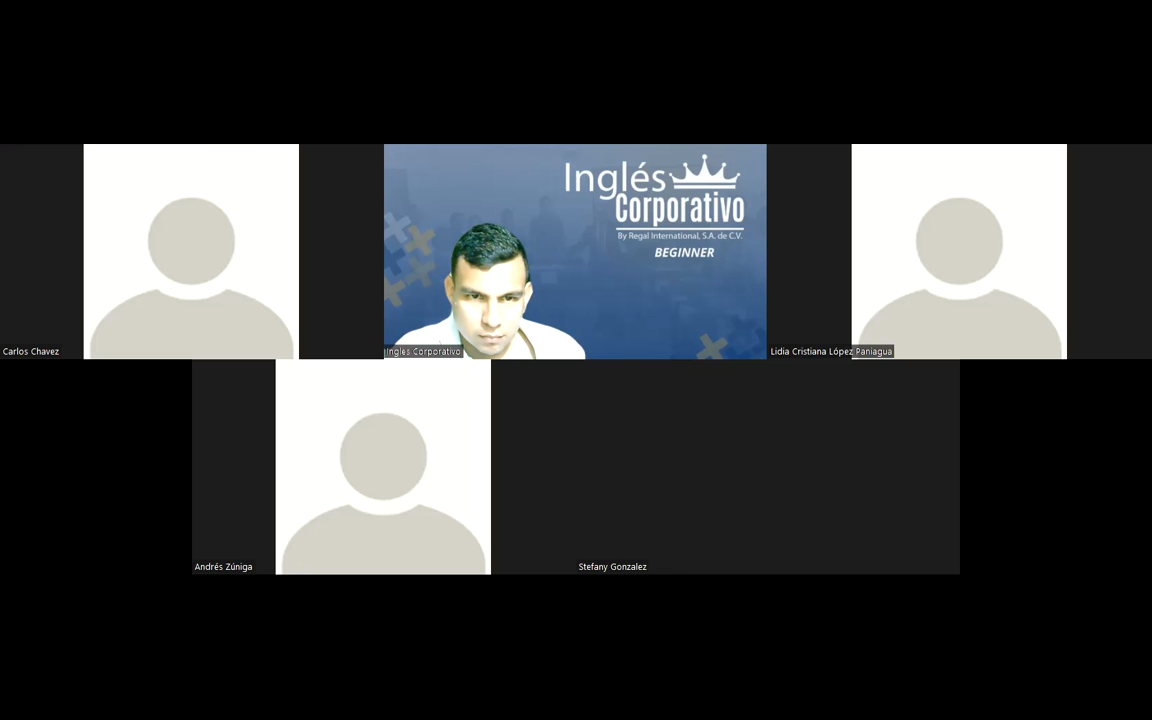 Inglés
Corporativo
By Regal International, S.A. de C.V.
BEGINNER
Carlos Chavez
Ingles Corporativo
Lidia Cristiana López Paniagua
Andrés Zúniga
Stefany Gonzalez